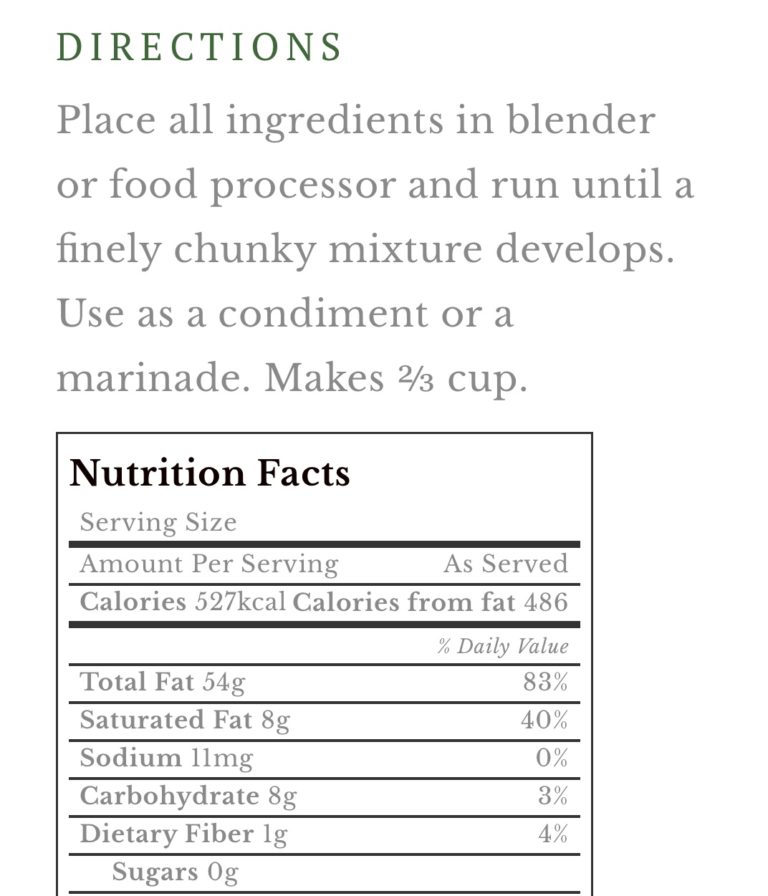 DIRECTIONS
Place all ingredients in blender
or food processor and run until a
finely chunky mixture develops.
Use as a condiment or a
marinade. Makes ⅔ cup.
Nutrition Facts
Serving Size
Amount Per Serving As Served
Calories 527kcal Calories from fat 486
% Daily Value
Total Fat 54g 83%
Saturated Fat 8g 40%
Sodium 11mg 0%
Carbohydrate 8g 3%
Dietary Fiber 1g 4%
Sugars 0g